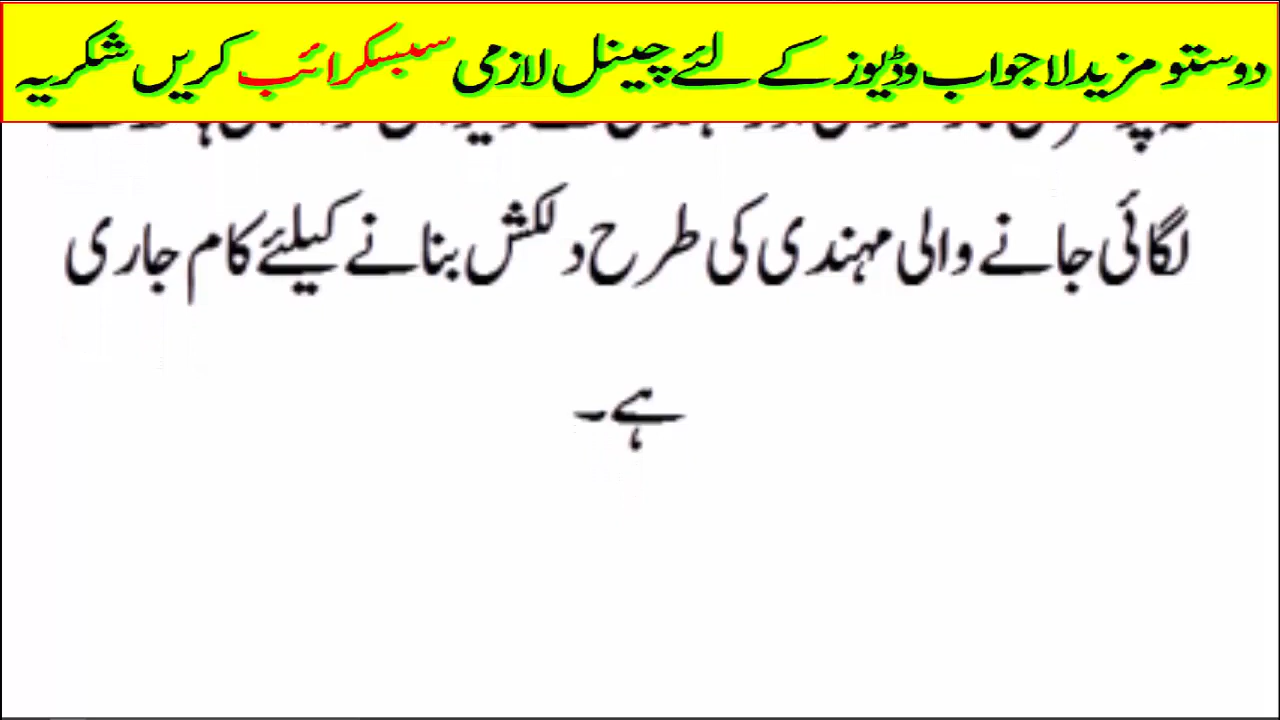 دوستو مزید لاجواب وڈیوز کے لئے چینل لازمی سبسکرائب کریں شکریہ
لگائی جانے والی مہندی کی طرح دلکش بنانے کیلئے کام جاری
ہے۔